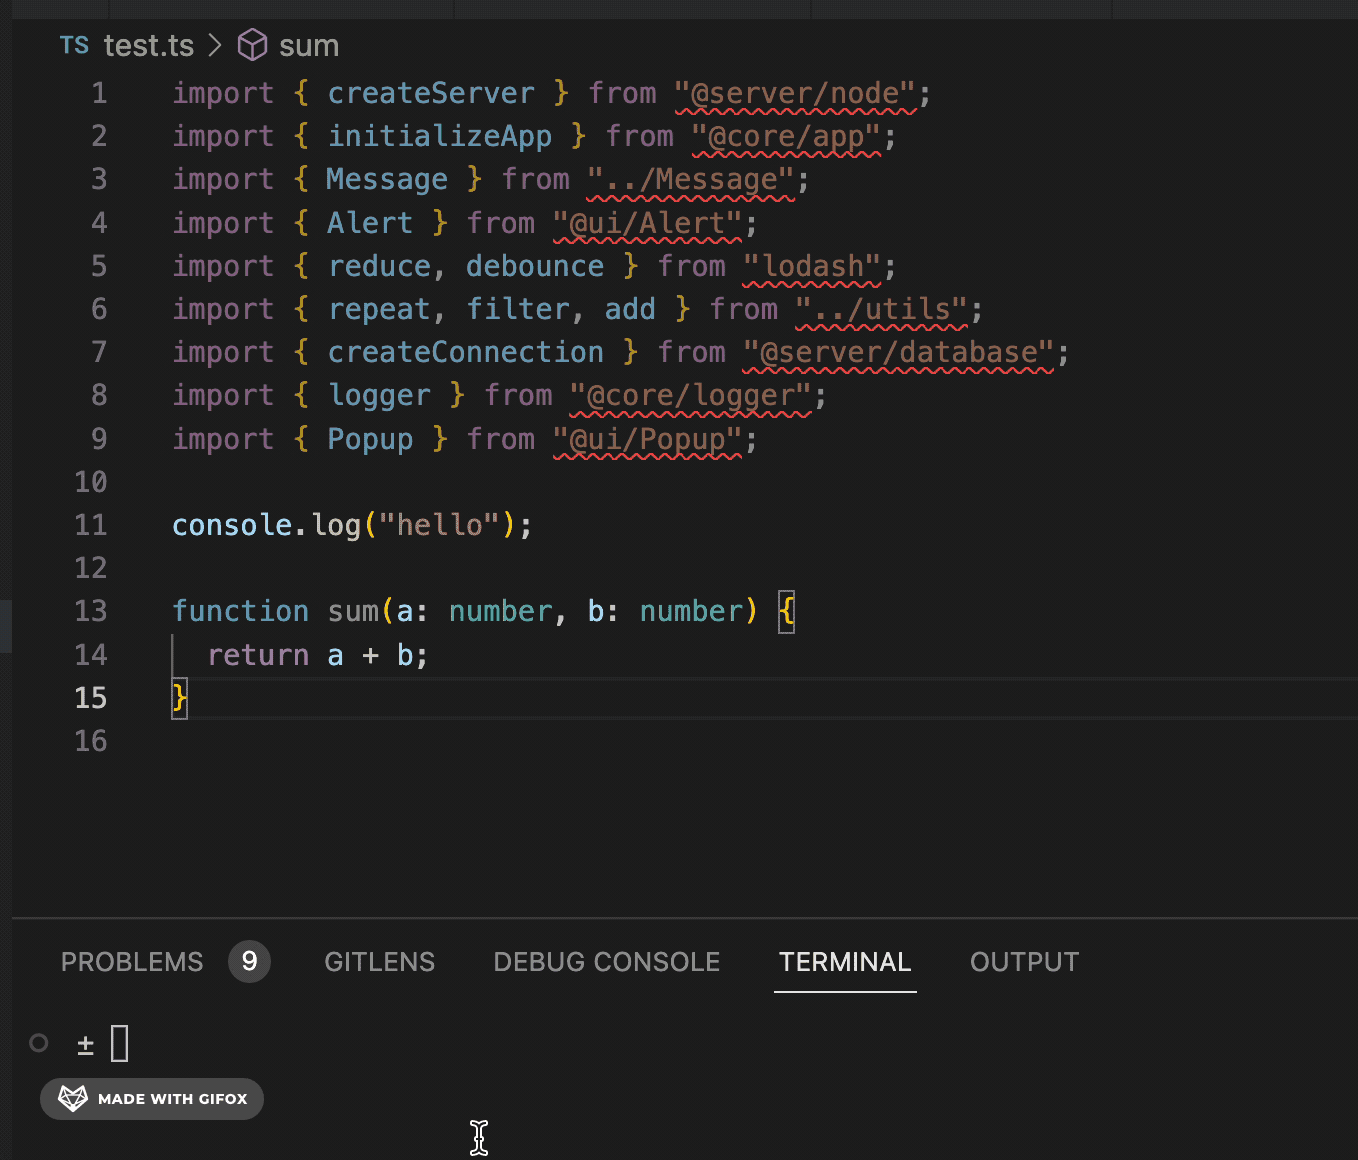 TS test.ts > sum
1 import { createServer } from "@server/node";
2 import { initializeApp } from "@core/app";
3 import { Message } from "../Message";
4 import { Alert } from "@ui/Alert";
5 import { reduce, debounce } from "lodash";
6 import { repeat, filter, add } from "../utils";
7 import { createConnection } from "@server/database";
8 import { logger } from "@core/logger";
9 import { Popup } from "@ui/Popup";
10
11 console.log("hello");
12
13 function sum(a: number, b: number) {
14   return a + b;
15 }
16
PROBLEMS 9 GITLENS DEBUG CONSOLE TERMINAL OUTPUT
±
MADE WITH GIFOX